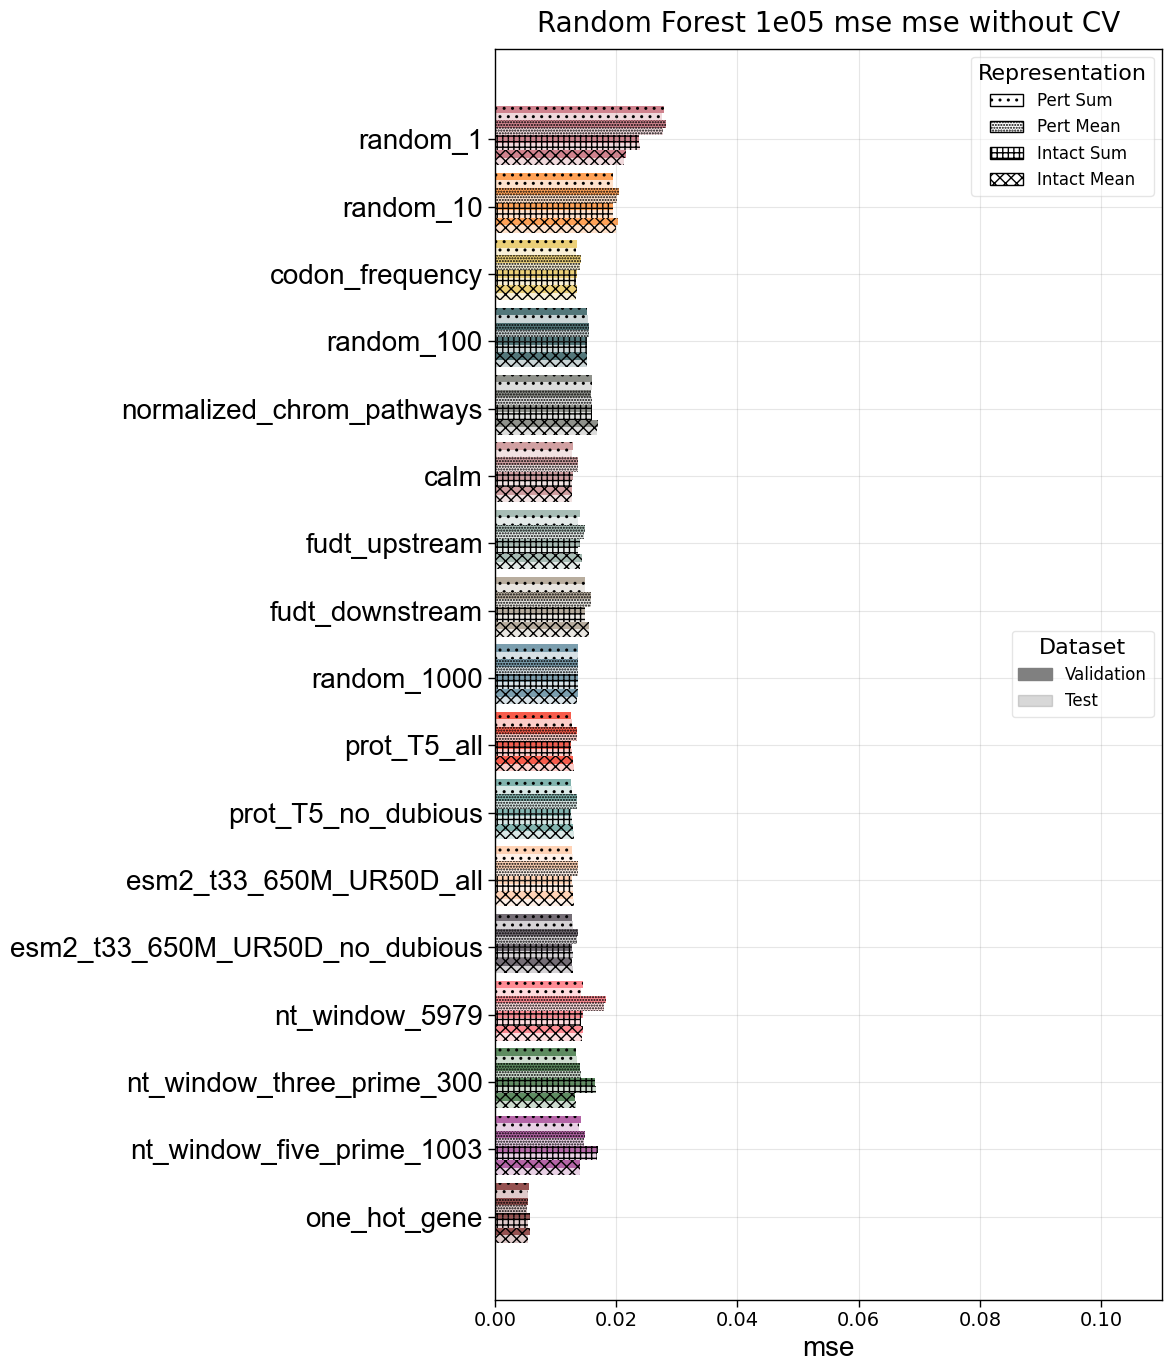 Random Forest 1e05 mse mse without CV
Representation
Pert Sum
Pert Mean
Intact Sum
Intact Mean
random_1
random_10
codon_frequency
random_100
normalized_chrom_pathways
calm
fudt_upstream
fudt_downstream
Dataset
Validation
Test
random_1000
prot_T5_all
prot_T5_no_dubious
esm2_t33_650M_UR50D_all
esm2_t33_650M_UR50D_no_dubious
nt_window_5979
nt_window_three_prime_300
nt_window_five_prime_1003
one_hot_gene
0.00 0.02 0.04 0.06 0.08 0.10
mse